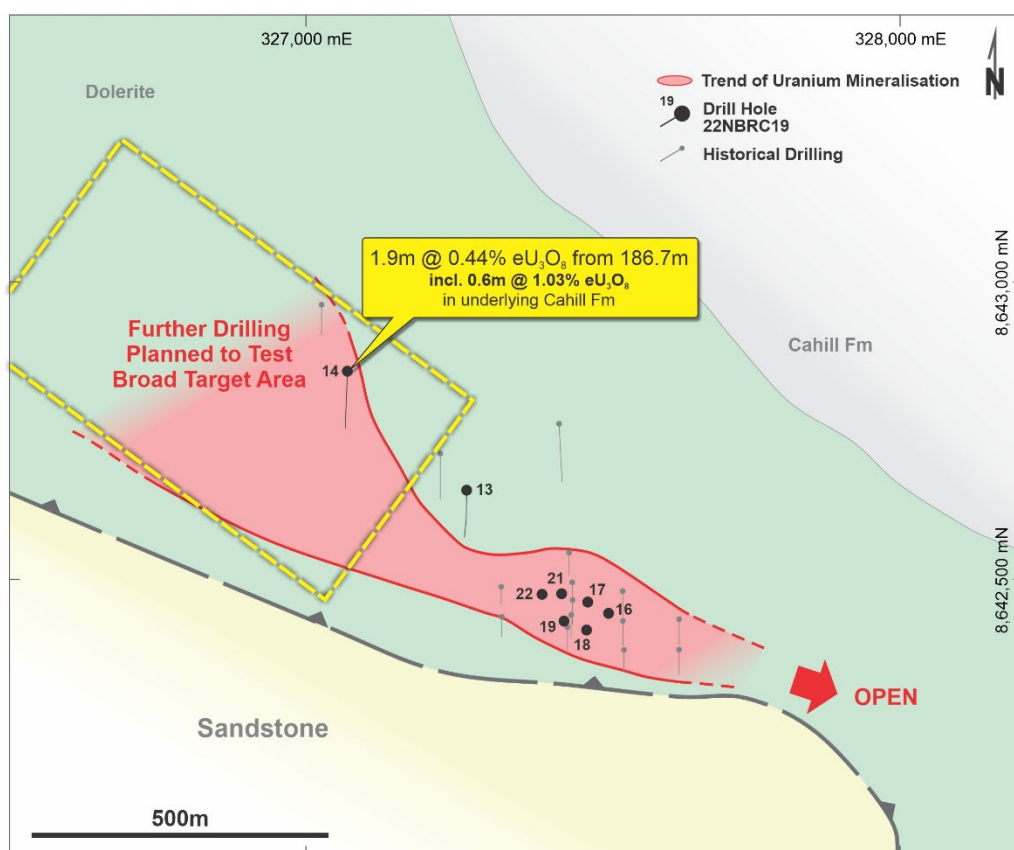 327,000 mE
328,000 mE
N
Dolerite
Trend of Uranium Mineralisation
19
Drill Hole
22NBRC19
Historical Drilling
1.9m @ 0.44% eU₃O₈ from 186.7m
incl. 0.6m @ 1.03% eU₃O₈
in underlying Cahill Fm
8,643,000 mN
Further Drilling
Planned to Test
Broad Target Area
14
Cahill Fm
13
8,642,500 mN
21
22
17
16
19
18
OPEN
Sandstone
500m